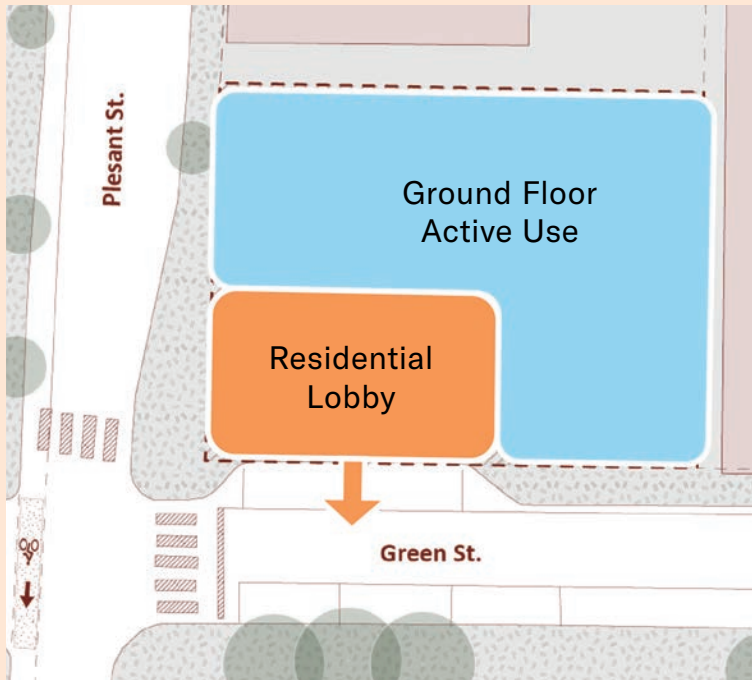 Plesant St.
Ground Floor
Active Use
Residential
Lobby
Green St.